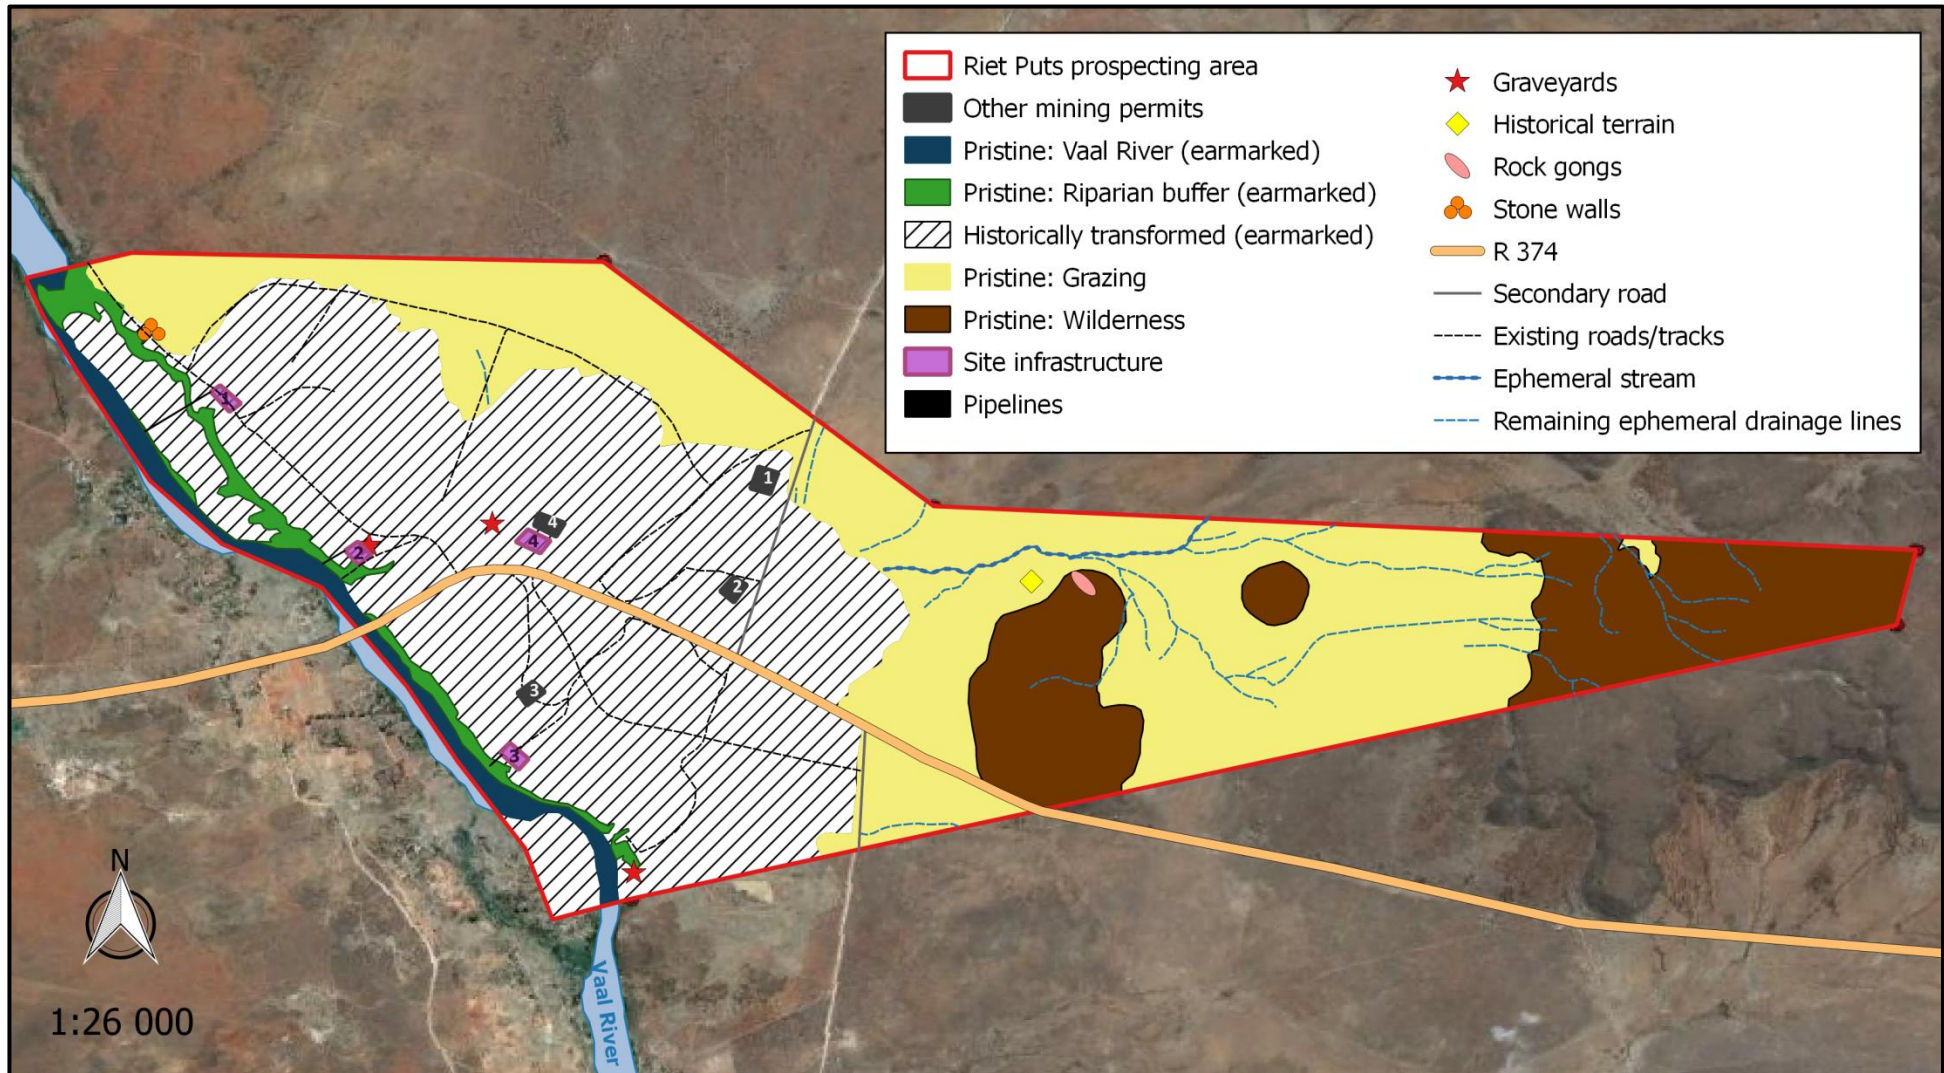 Riet Puts prospecting area
Other mining permits
Pristine: Vaal River (earmarked)
Pristine: Riparian buffer (earmarked)
Historically transformed (earmarked)
Pristine: Grazing
Pristine: Wilderness
Site infrastructure
Pipelines
Graveyards
Historical terrain
Rock gongs
Stone walls
R 374
Secondary road
Existing roads/tracks
Ephemeral stream
Remaining ephemeral drainage lines
1
4
4
2
2
3
3
N
1:26 000
Vaal River